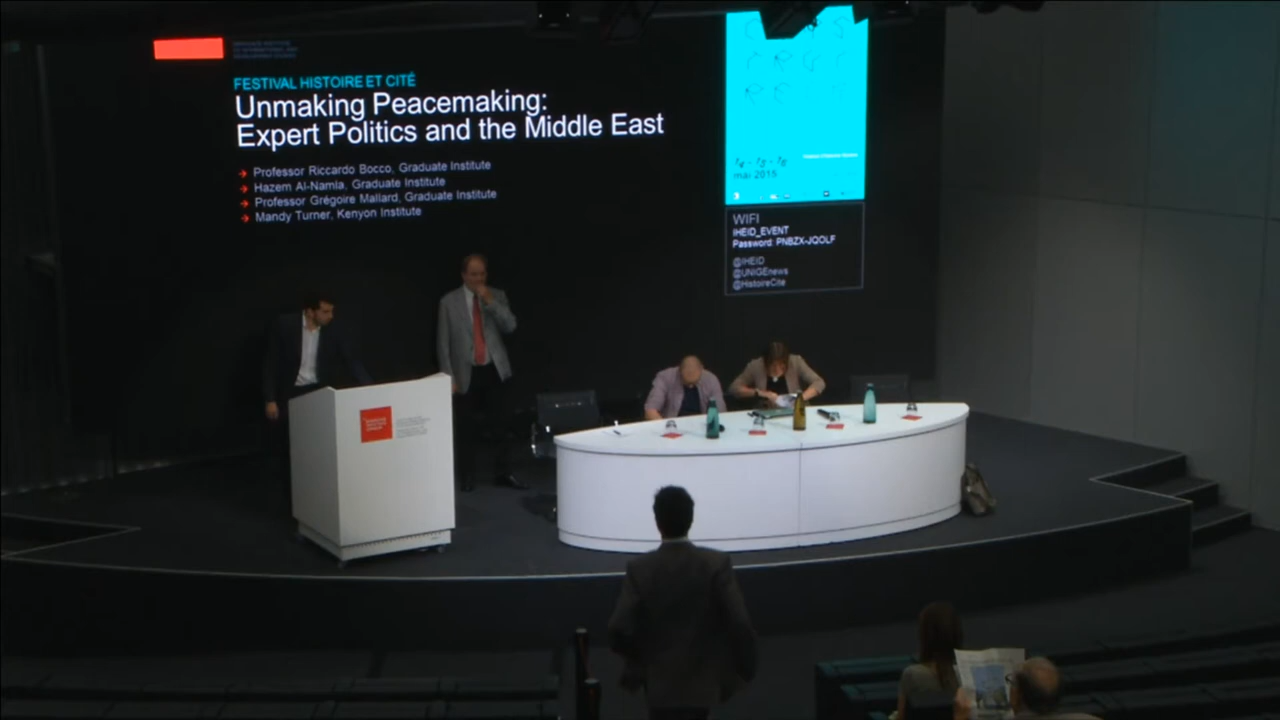 FESTIVAL HISTOIRE ET CITÉ
Unmaking Peacemaking:
Expert Politics and the Middle East
Professor Riccardo Bocco, Graduate Institute
Hazem Al-Namla, Graduate Institute
Professor Grégoire Mallard, Graduate Institute
Mandy Turner, Kenyon Institute
mai 2016
WIFI
IHEID_EVENT
Password: PNBZX-JQOLF
@IHEID
@UNIGEnews
@HistoireCite